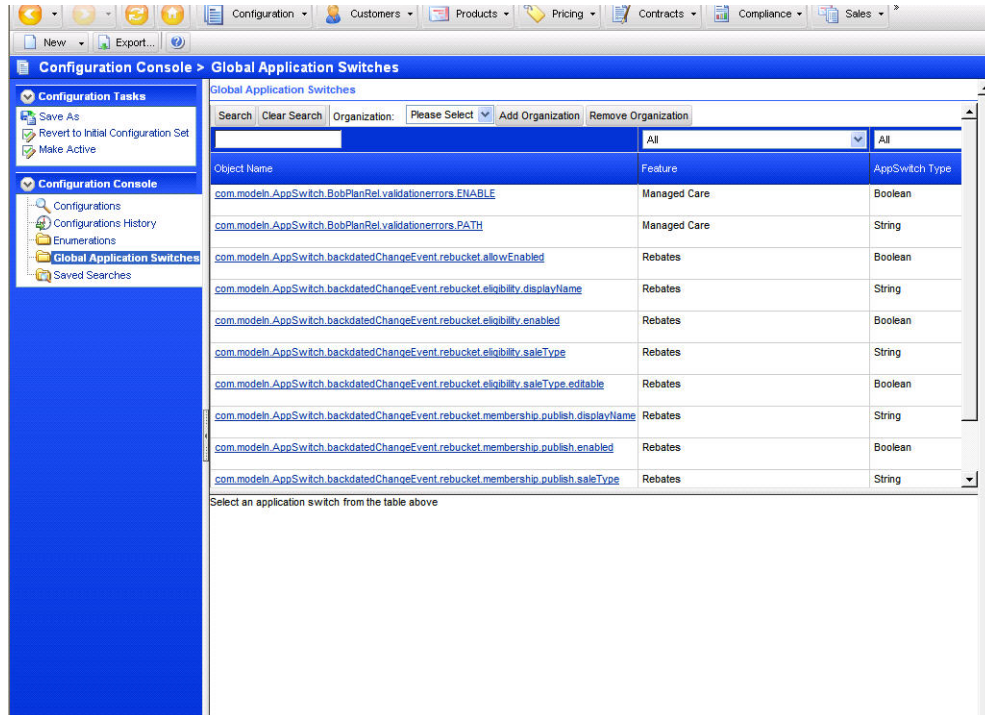 Configuration Customers Products Pricing Contracts Compliance Sales »
New Export...
Configuration Console > Global Application Switches
Configuration Tasks
Save As
Revert to Initial Configuration Set
Make Active
Configuration Console
Configurations
Configurations History
Enumerations
Global Application Switches
Saved Searches
Global Application Switches
Search Clear Search Organization: Please Select Add Organization Remove Organization
All All
Object Name Feature AppSwitch Type
com.modeln.AppSwitch.BobPlanRel.validationerrors.ENABLE Managed Care Boolean
com.modeln.AppSwitch.BobPlanRel.validationerrors.PATH Managed Care String
com.modeln.AppSwitch.backdatedChangeEvent.rebucket.allowEnabled Rebates Boolean
com.modeln.AppSwitch.backdatedChangeEvent.rebucket.eligibility.displayName Rebates String
com.modeln.AppSwitch.backdatedChangeEvent.rebucket.eligibility.enabled Rebates Boolean
com.modeln.AppSwitch.backdatedChangeEvent.rebucket.eligibility.saleType Rebates String
com.modeln.AppSwitch.backdatedChangeEvent.rebucket.eligibility.saleType.editable Rebates Boolean
com.modeln.AppSwitch.backdatedChangeEvent.rebucket.membership.publish.displayName Rebates String
com.modeln.AppSwitch.backdatedChangeEvent.rebucket.membership.publish.enabled Rebates Boolean
com.modeln.AppSwitch.backdatedChangeEvent.rebucket.membership.publish.saleType Rebates String
Select an application switch from the table above